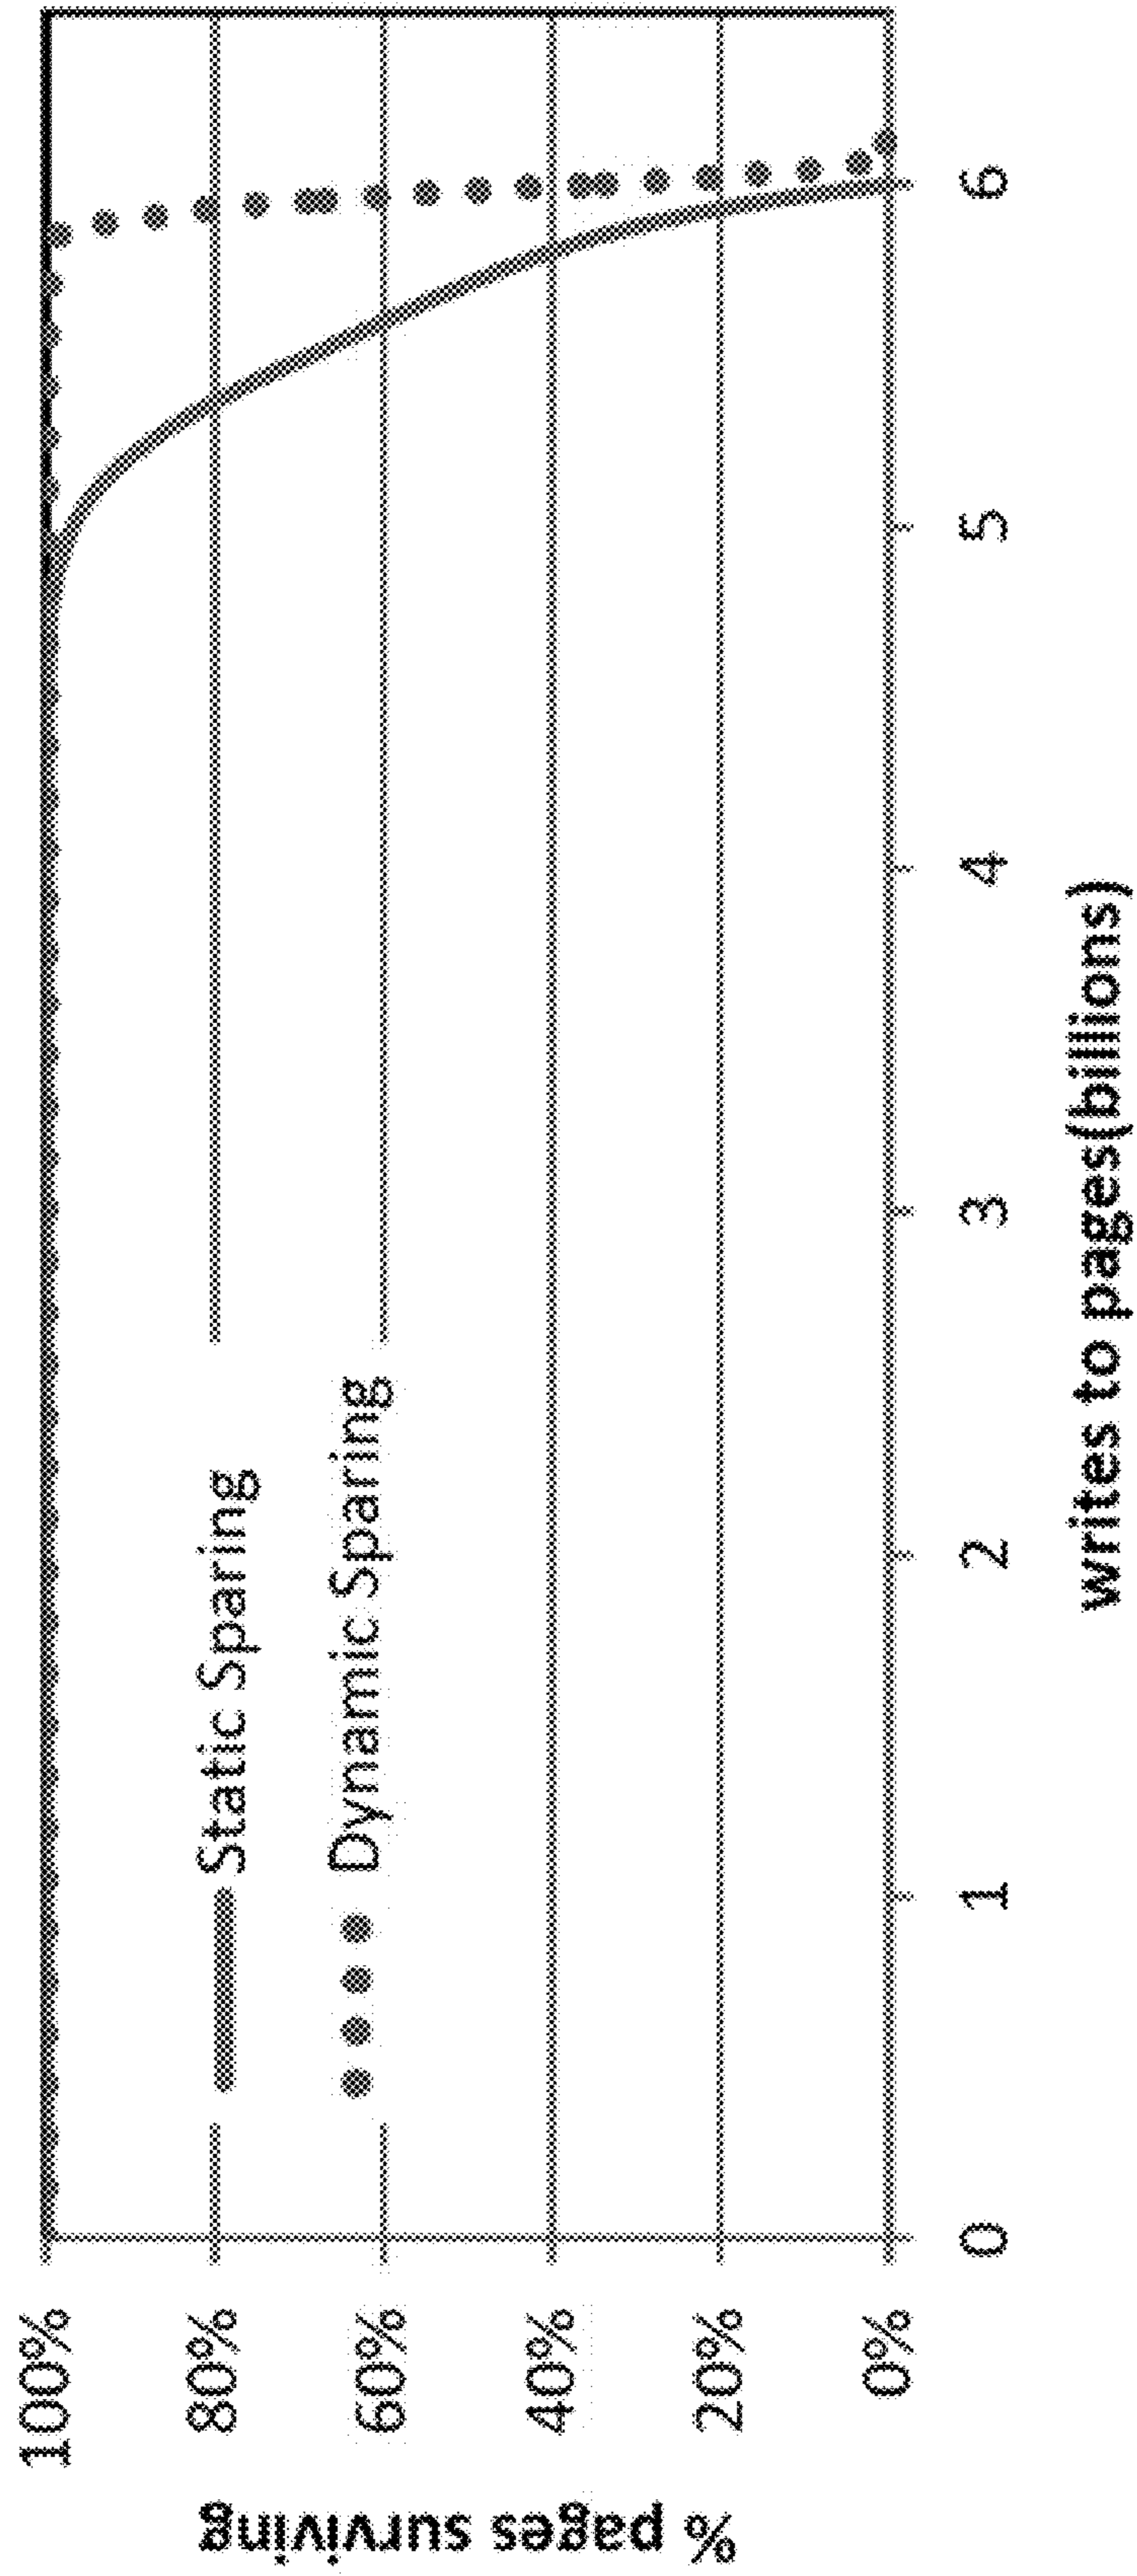 % pages surviving
100%
80%
60%
40%
20%
0%
Static Sparing
Dynamic Sparing
0 1 2 3 4 5 6
writes to pages(billions)